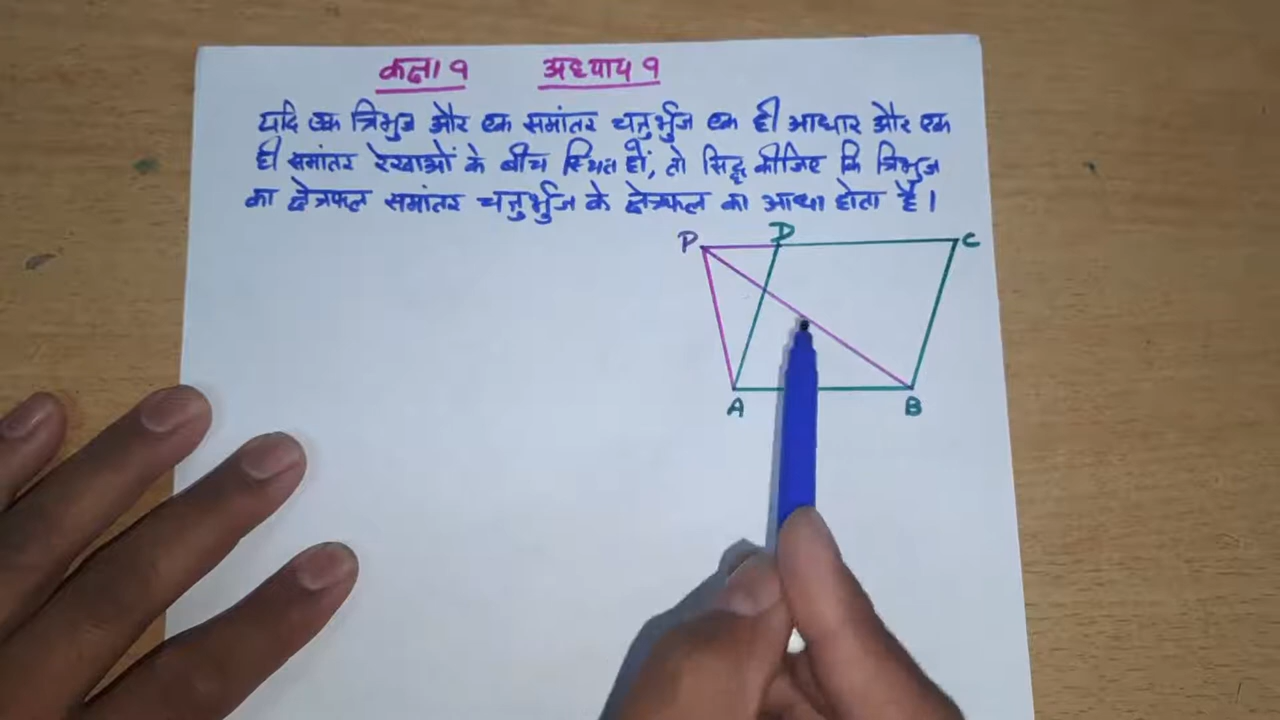 कक्षा 9 अध्याय 9
यदि एक त्रिभुज और एक समांतर चतुर्भुज एक ही आधार और एक
ही समांतर रेखाओं के बीच स्थित हों, तो सिद्ध कीजिए कि त्रिभुज
का क्षेत्रफल समांतर चतुर्भुज के क्षेत्रफल का आधा होता है।
P D C
A B